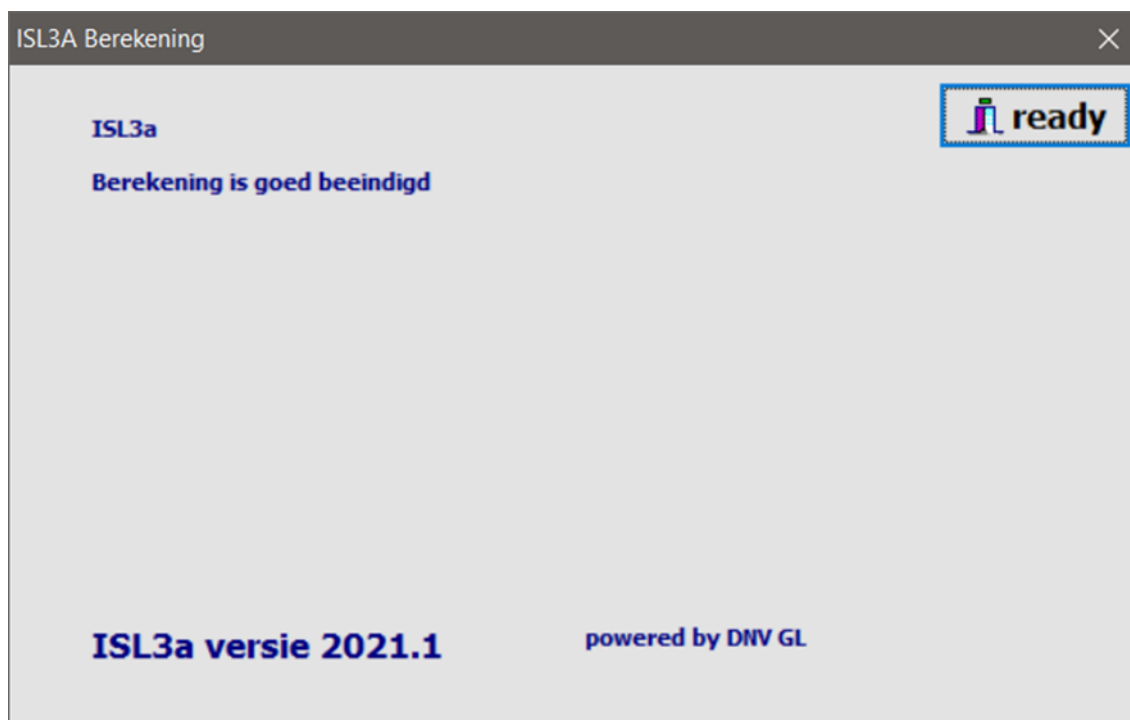 ISL3A Berekening
ready
ISL3a
Berekening is goed beeindigd
ISL3a versie 2021.1
powered by DNV GL